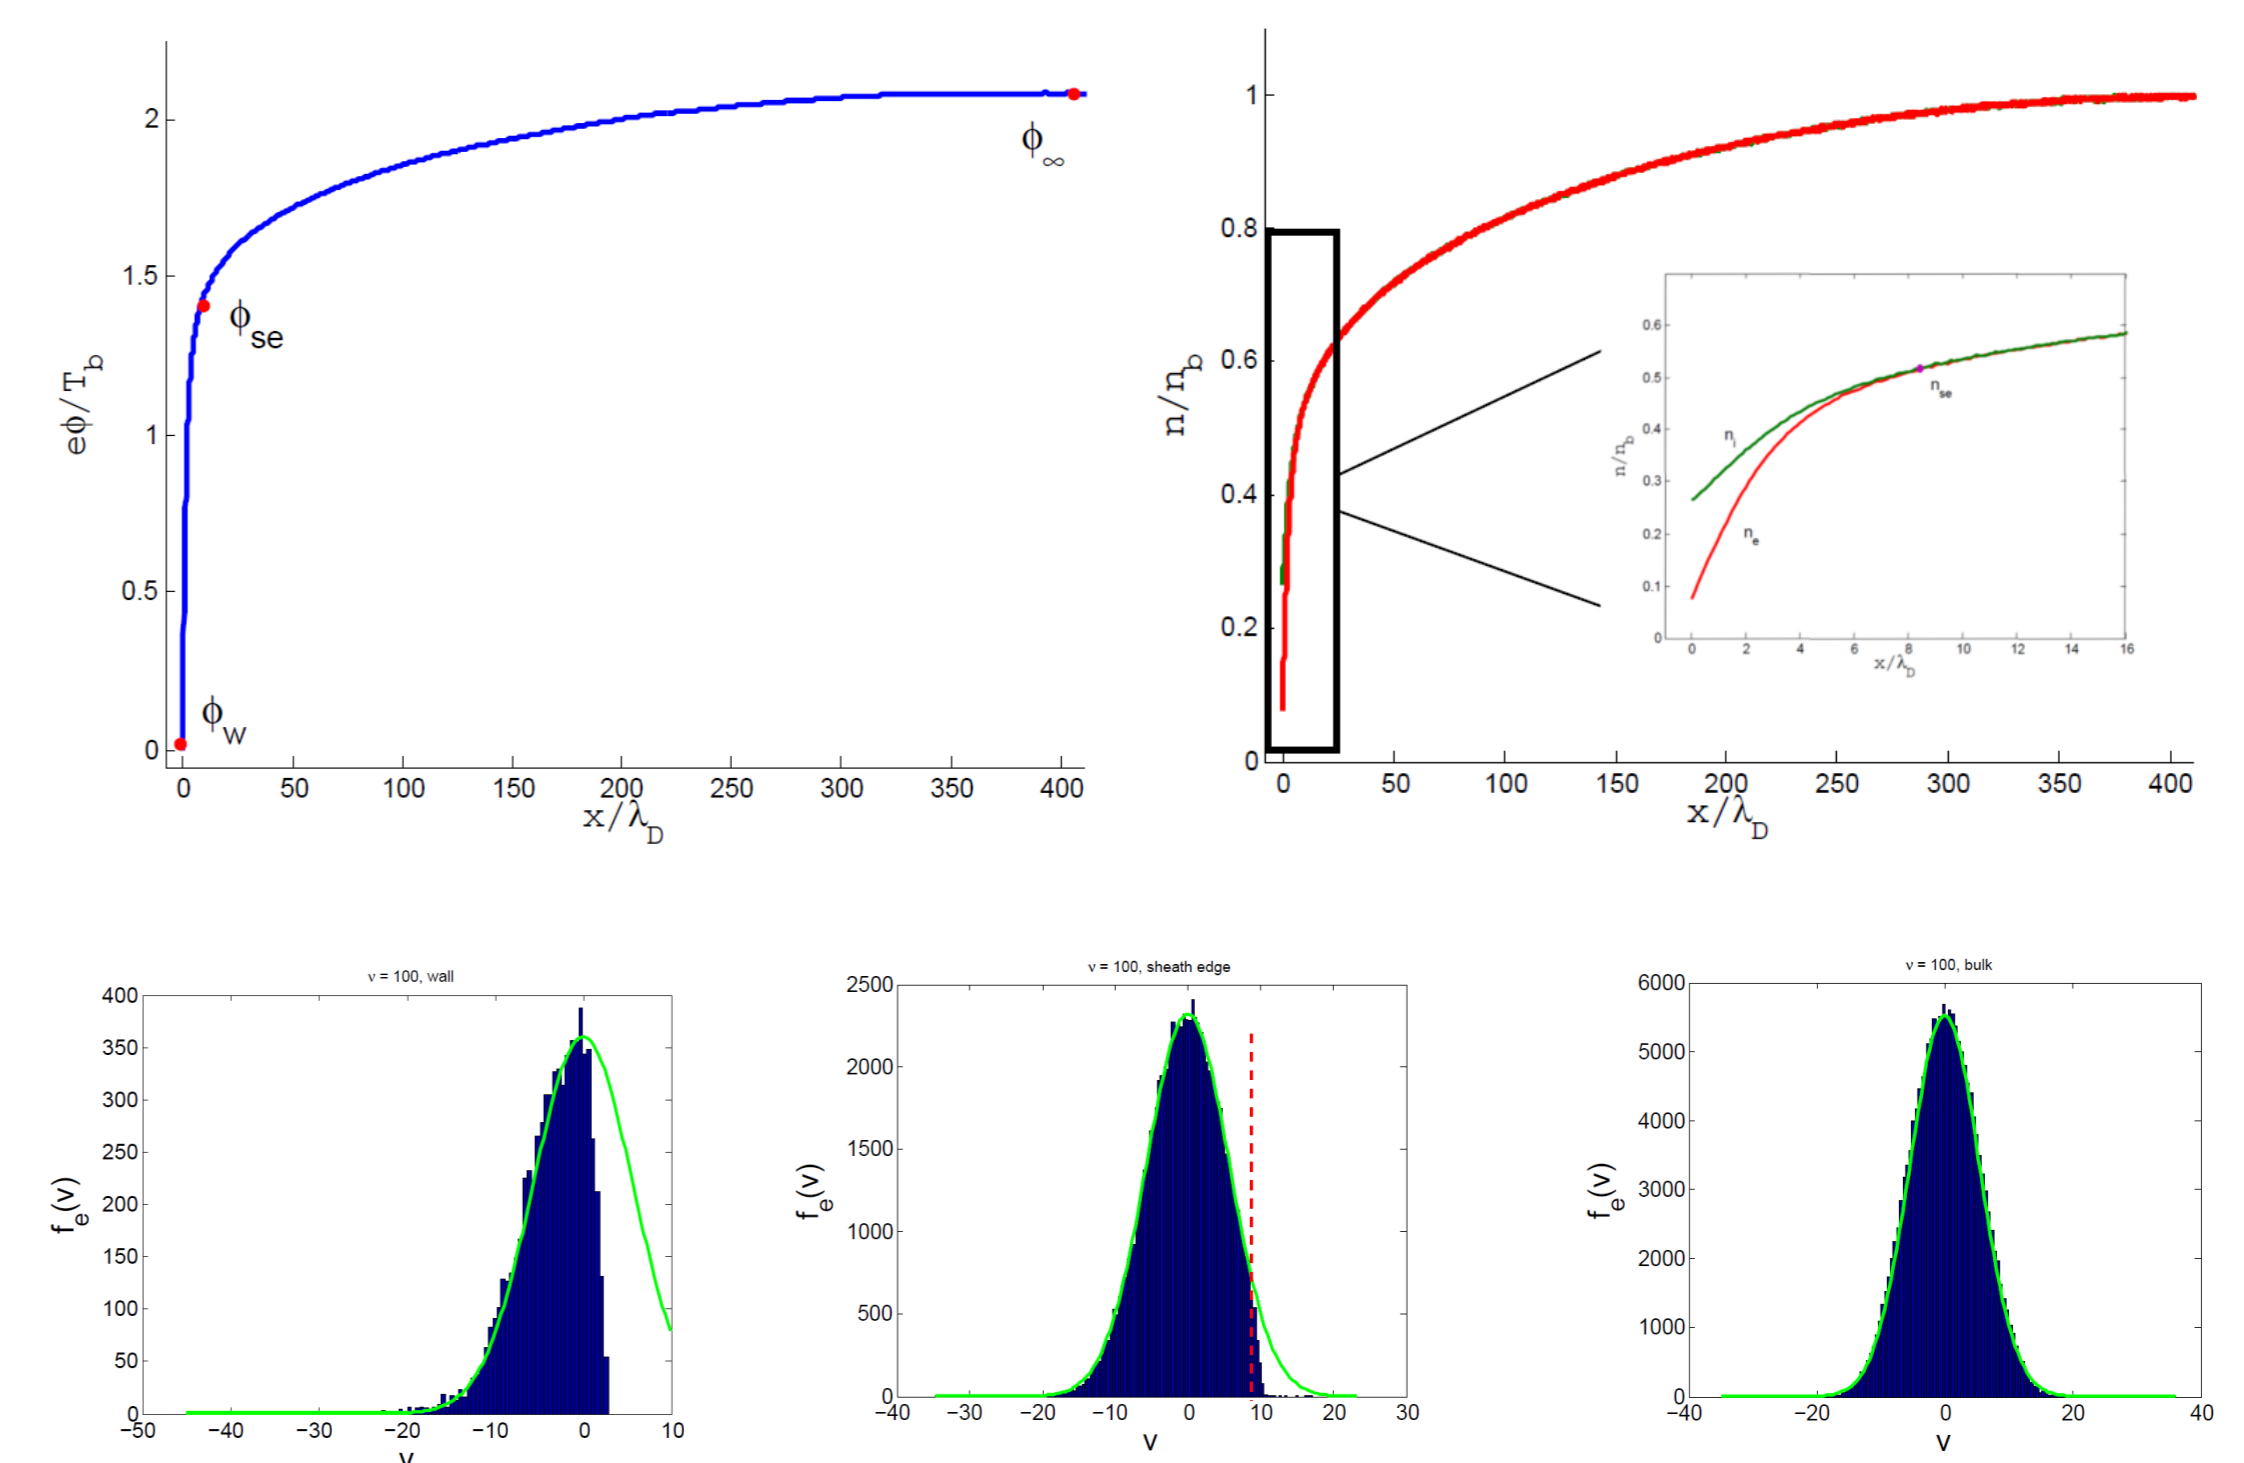 eϕ/T_b
2
1.5
1
0.5
0
ϕ_∞
ϕ_se
ϕ_W
0 50 100 150 200 250 300 350 400
x/λ_D
n/n_b
1
0.8
0.6
0.4
0.2
0
0 50 100 150 200 250 300 350 400
x/λ_D
n/n_b
0.6
0.5
0.4
0.3
0.2
0.1
0
n_i
n_e
n_se
0 2 4 6 8 10 12 14 16
x/λ_D
ν = 100, wall
f_e(v)
400
350
300
250
200
150
100
50
0
−50 −40 −30 −20 −10 0 10
v
ν = 100, sheath edge
f_e(v)
2500
2000
1500
1000
500
0
−40 −30 −20 −10 0 10 20 30
v
ν = 100, bulk
f_e(v)
6000
5000
4000
3000
2000
1000
0
−40 −20 0 20 40
v